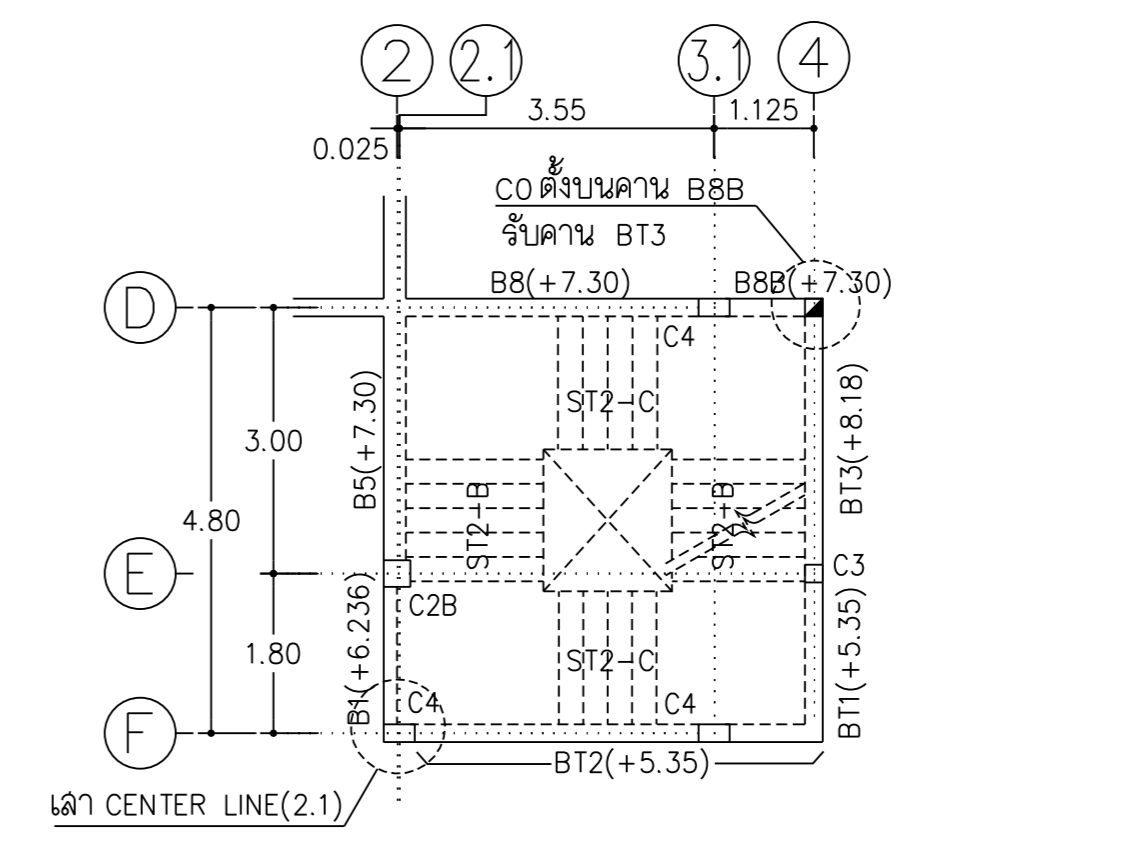 2
2.1
3.1
4
3.55
1.125
0.025
C0 ตั้งบนคาน B8B
รับคาน BT3
B8(+7.30)
B8B(+7.30)
D
C4
ST2-C
B5(+7.30)
BT3(+8.18)
3.00
4.80
ST2-B
ST2-B
E
C3
C2B
B1(+6.236)
BT1(+5.35)
1.80
ST2-C
C4
C4
F
BT2(+5.35)
เสา CENTER LINE(2.1)